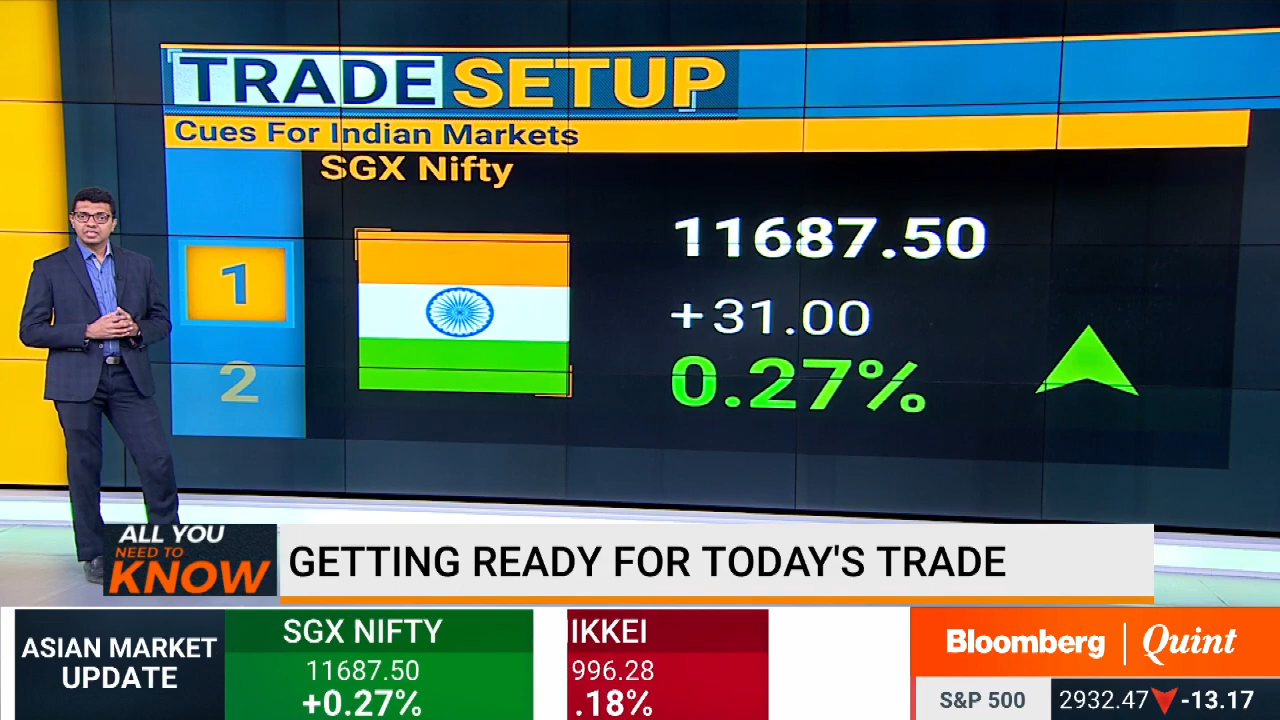 TRADE SETUP
Cues For Indian Markets
SGX Nifty
1
2
11687.50
+31.00
0.27%
ALL YOU
NEED TO
KNOW
GETTING READY FOR TODAY'S TRADE
ASIAN MARKET
UPDATE
SGX NIFTY
11687.50
+0.27%
IKKEI
996.28
.18%
Bloomberg | Quint
S&P 500
2932.47 -13.17